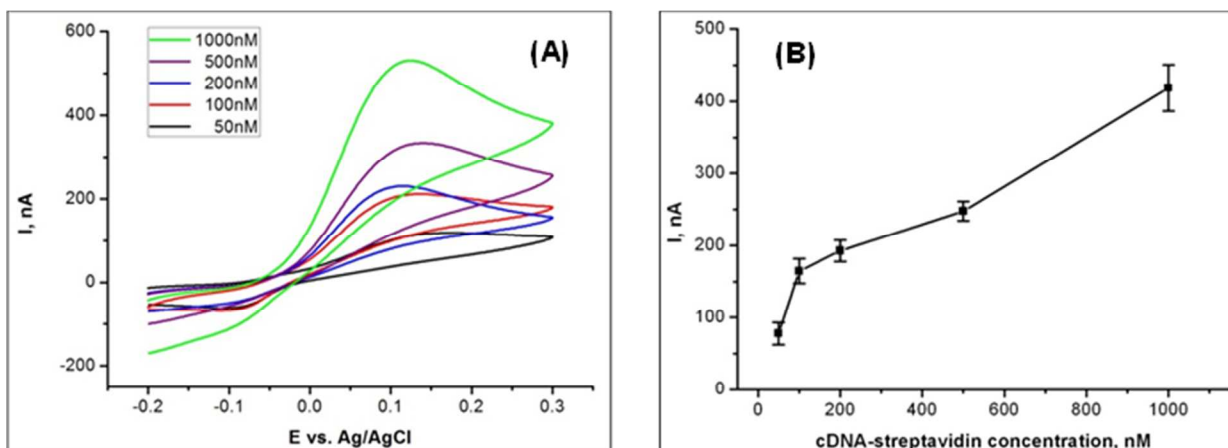 600
400
200
0
-200
I, nA
1000nM
500nM
200nM
100nM
50nM
(A)
-0.2 -0.1 0.0 0.1 0.2 0.3
E vs. Ag/AgCl
500
400
300
200
100
0
I, nA
(B)
0 200 400 600 800 1000
cDNA-streptavidin concentration, nM